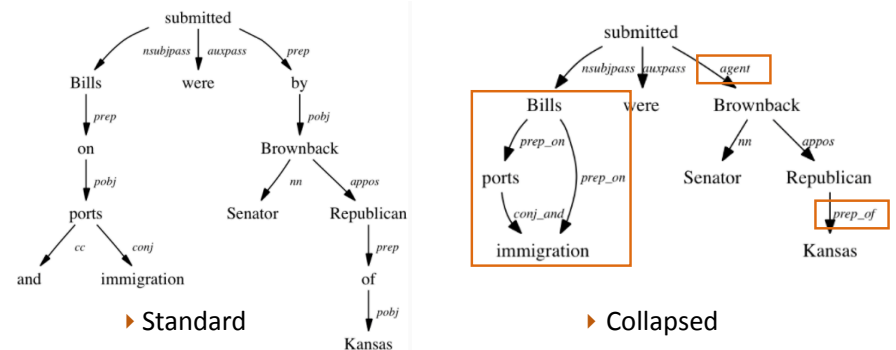 submitted
nsubjpass auxpass prep
Bills were by
prep pobj
on Brownback
pobj nn appos
ports Senator Republican
cc conj prep
and immigration of
pobj
Standard
Kansas
submitted
nsubjpass auxpass agent
Bills were Brownback
prep_on nn appos
ports prep_on Senator Republican
conj_and prep_of
immigration Kansas
Collapsed